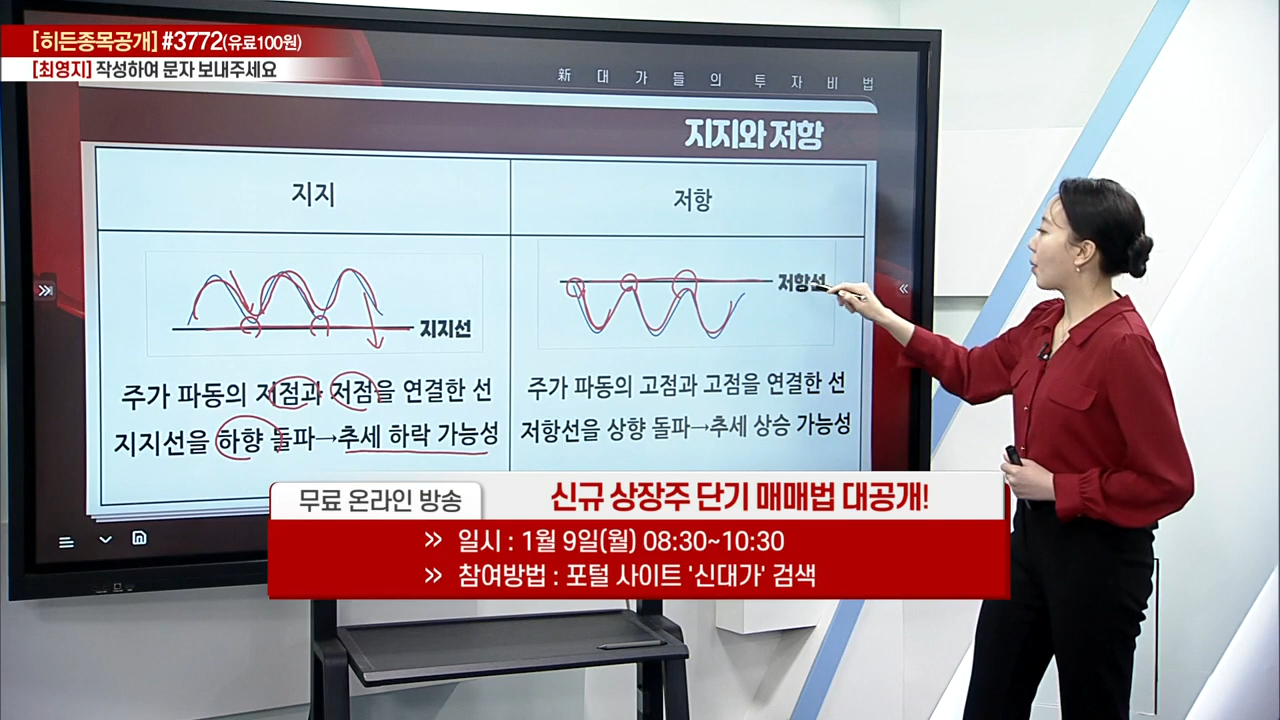 [히든종목공개] #3772(유료100원)
[최영지] 작성하여 문자 보내주세요
新 대 가 들 의 투 자 비 법
지지와 저항
지지
저항
지지선
저항선
주가 파동의 저점과 저점을 연결한 선
지지선을 하향 돌파→추세 하락 가능성
주가 파동의 고점과 고점을 연결한 선
저항선을 상향 돌파→추세 상승 가능성
무료 온라인 방송
신규 상장주 단기 매매법 대공개!
» 일시 : 1월 9일(월) 08:30~10:30
» 참여방법 : 포털 사이트 '신대가' 검색